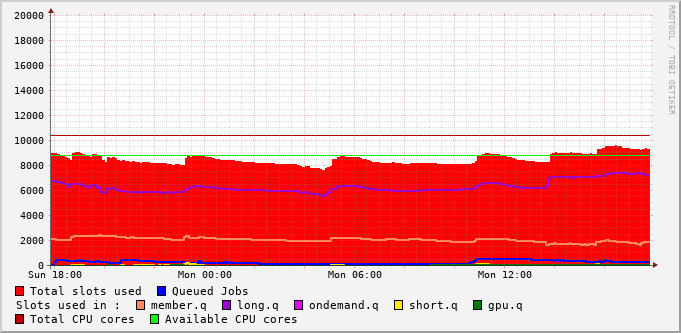 20000
18000
16000
14000
12000
10000
8000
6000
4000
2000
0
Sun 18:00 Mon 00:00 Mon 06:00 Mon 12:00
RRDTOOL / TOBI OETIKER
Total slots used Queued Jobs
Slots used in : member.q long.q ondemand.q short.q gpu.q
Total CPU cores Available CPU cores